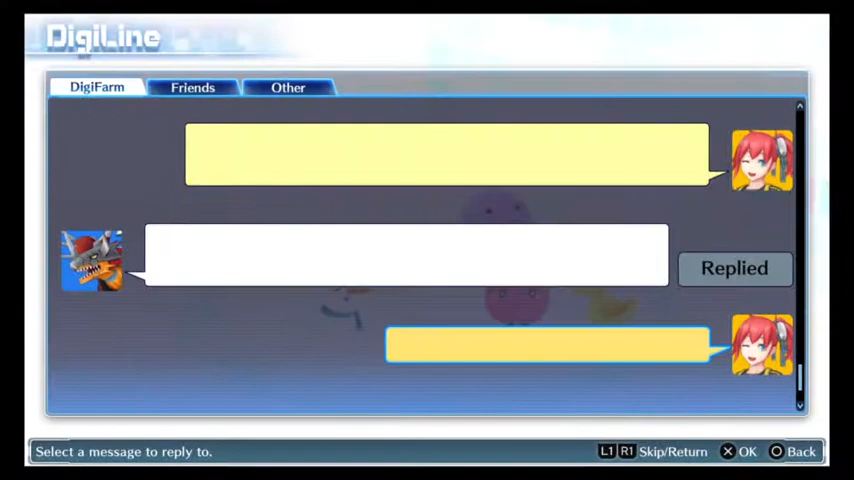 DigiLine
DigiFarm Friends Other
Replied
Select a message to reply to. L1 R1 Skip/Return OK Back